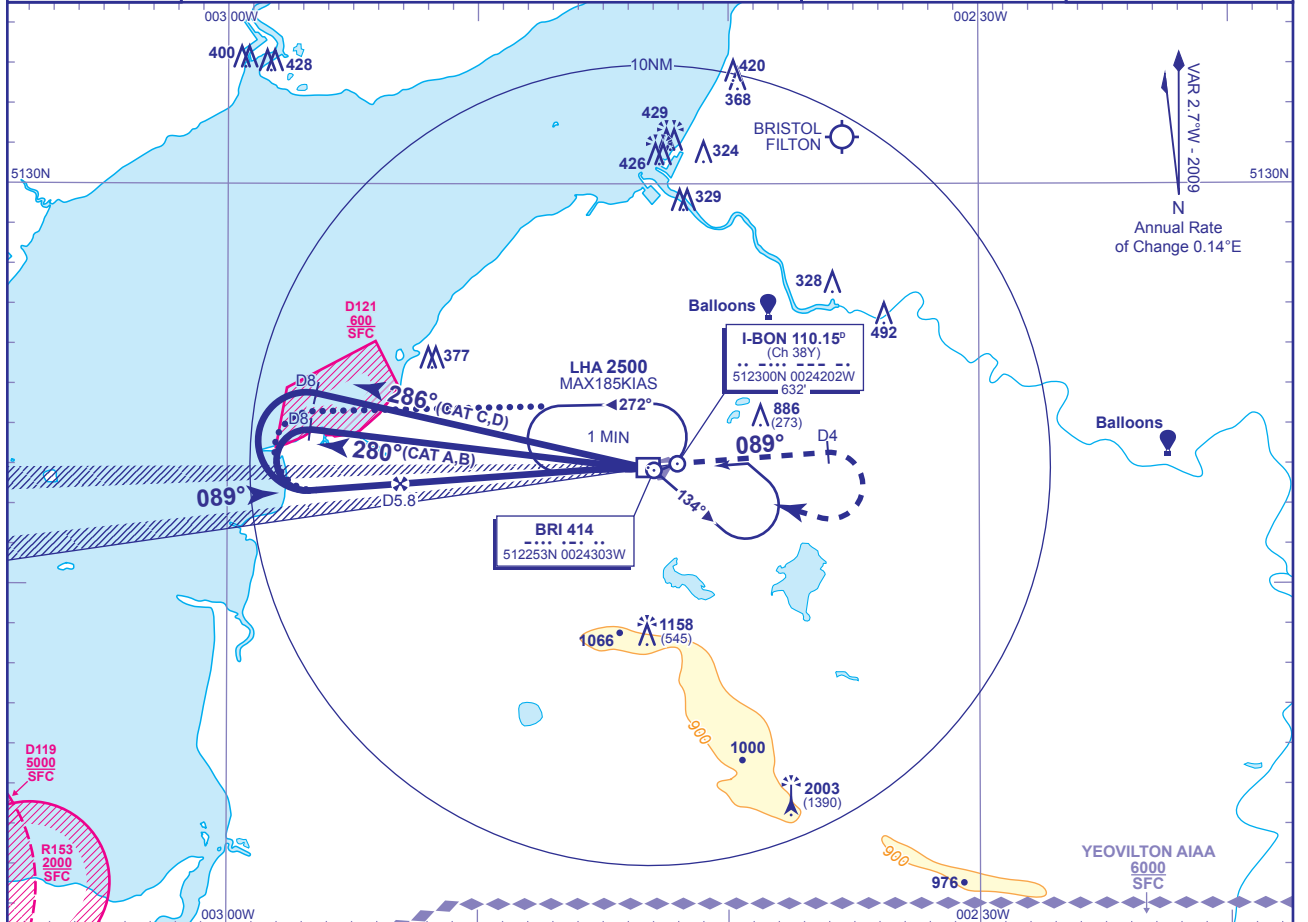 003 00W
002 30W
400
428
10NM
420
368
429
426
324
BRISTOL
FILTON
VAR 2.7°W - 2009
5130N
5130N
329
N
Annual Rate
of Change 0.14°E
328
492
Balloons
D121
600
SFC
377
LHA 2500
MAX185KIAS
272°
1 MIN
I-BON 110.15ᴰ
(Ch 38Y)
·· –··· ––– –·
512300N 0024202W
632'
886
(273)
Balloons
D8
286°(CAT C,D)
D8
280°(CAT A,B)
089°
D4
089°
D5.8
134°
BRI 414
–··· ·–· ··
512253N 0024303W
1066
1158
(545)
900
1000
2003
(1390)
D119
5000
SFC
R153
2000
SFC
900
976
YEOVILTON AIAA
6000
SFC
003 00W
002 30W